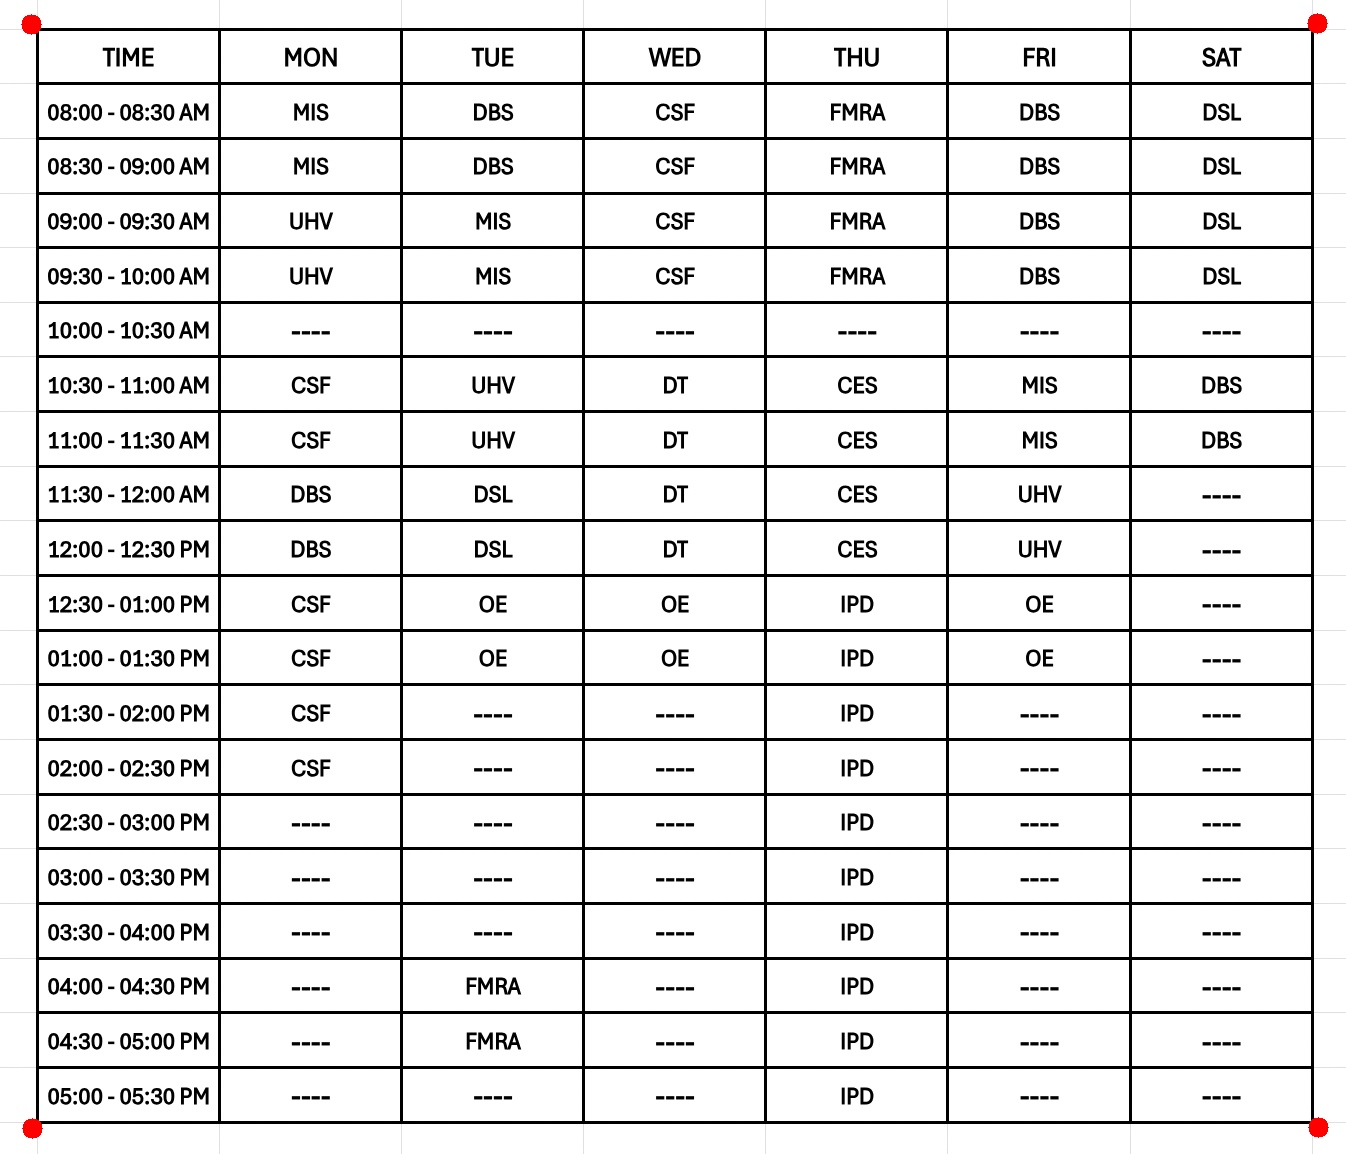 TIME MON TUE WED THU FRI SAT
08:00 - 08:30 AM MIS DBS CSF FMRA DBS DSL
08:30 - 09:00 AM MIS DBS CSF FMRA DBS DSL
09:00 - 09:30 AM UHV MIS CSF FMRA DBS DSL
09:30 - 10:00 AM UHV MIS CSF FMRA DBS DSL
10:00 - 10:30 AM ---- ---- ---- ---- ---- ----
10:30 - 11:00 AM CSF UHV DT CES MIS DBS
11:00 - 11:30 AM CSF UHV DT CES MIS DBS
11:30 - 12:00 AM DBS DSL DT CES UHV ----
12:00 - 12:30 PM DBS DSL DT CES UHV ----
12:30 - 01:00 PM CSF OE OE IPD OE ----
01:00 - 01:30 PM CSF OE OE IPD OE ----
01:30 - 02:00 PM CSF ---- ---- IPD ---- ----
02:00 - 02:30 PM CSF ---- ---- IPD ---- ----
02:30 - 03:00 PM ---- ---- ---- IPD ---- ----
03:00 - 03:30 PM ---- ---- ---- IPD ---- ----
03:30 - 04:00 PM ---- ---- ---- IPD ---- ----
04:00 - 04:30 PM ---- FMRA ---- IPD ---- ----
04:30 - 05:00 PM ---- FMRA ---- IPD ---- ----
05:00 - 05:30 PM ---- ---- ---- IPD ---- ----